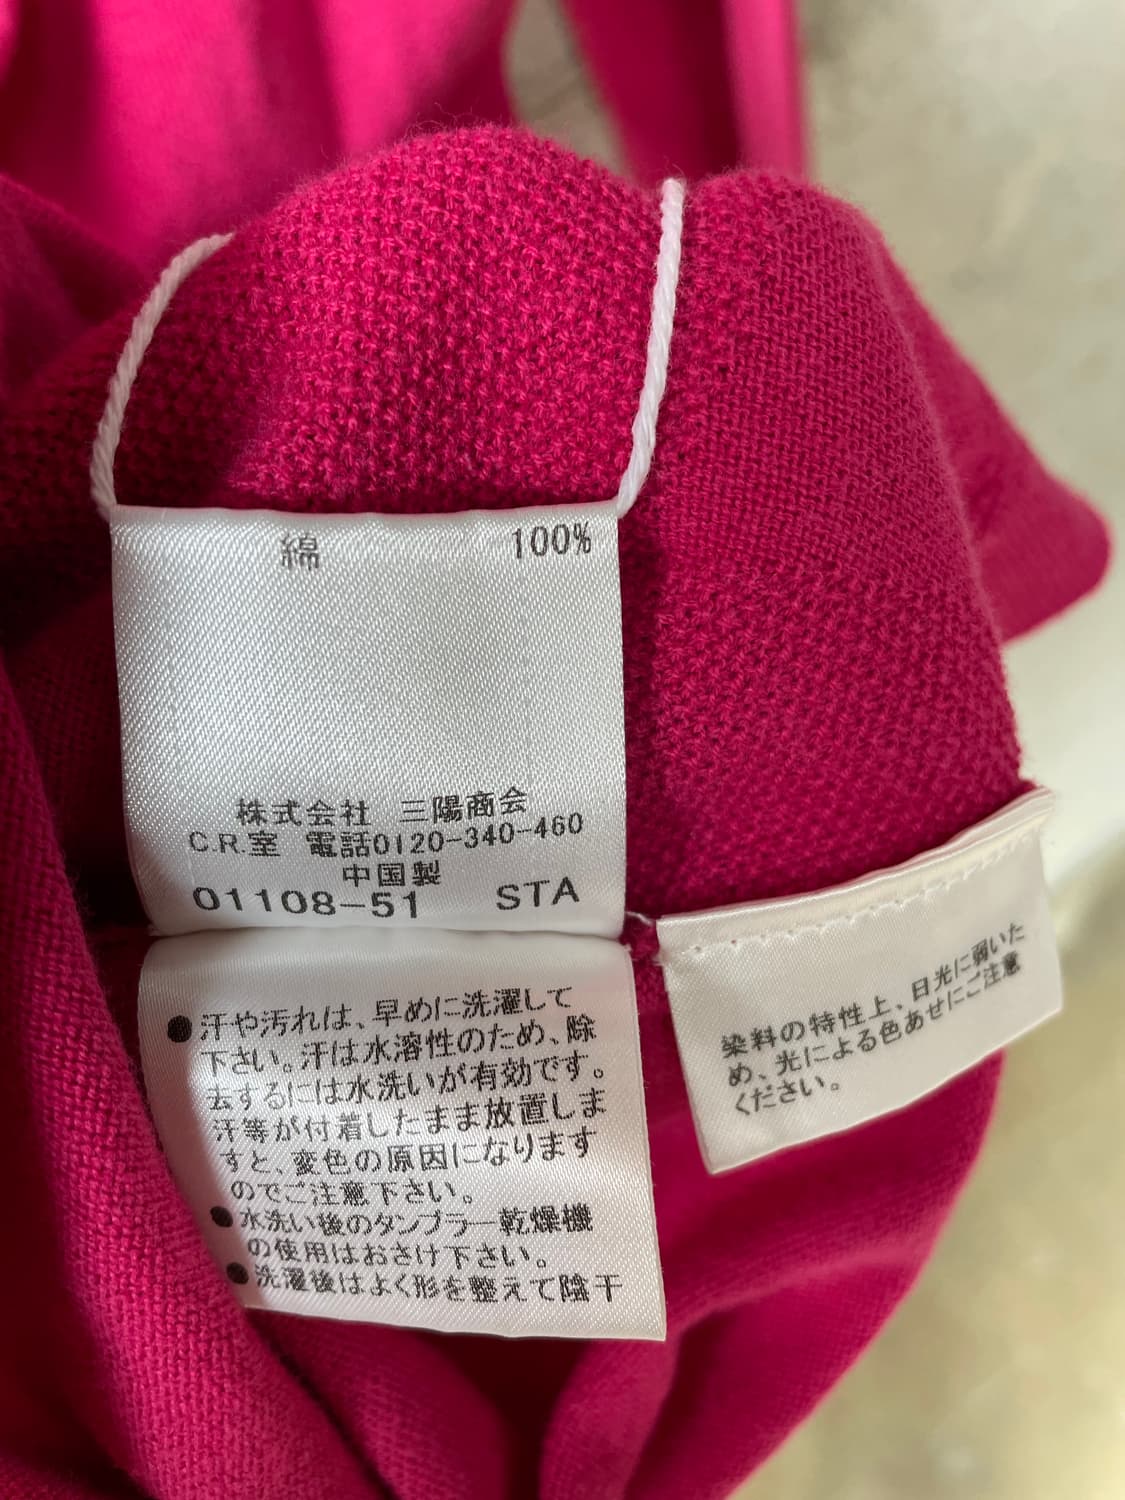 綿 100%
株式会社 三陽商会
C.R.室 電話0120-340-460
中国製
01108-51 STA
●汗や汚れは、早めに洗濯して
下さい。汗は水溶性のため、除
去するには水洗いが有効です。
汗等が付着したまま放置しま
すと、変色の原因になります
のでご注意下さい。
●水洗い後のタンブラー乾燥機
の使用はおさけ下さい。
●洗濯後はよく形を整えて陰干
染料の特性上、日光に弱いた
め、光による色あせにご注意
ください。